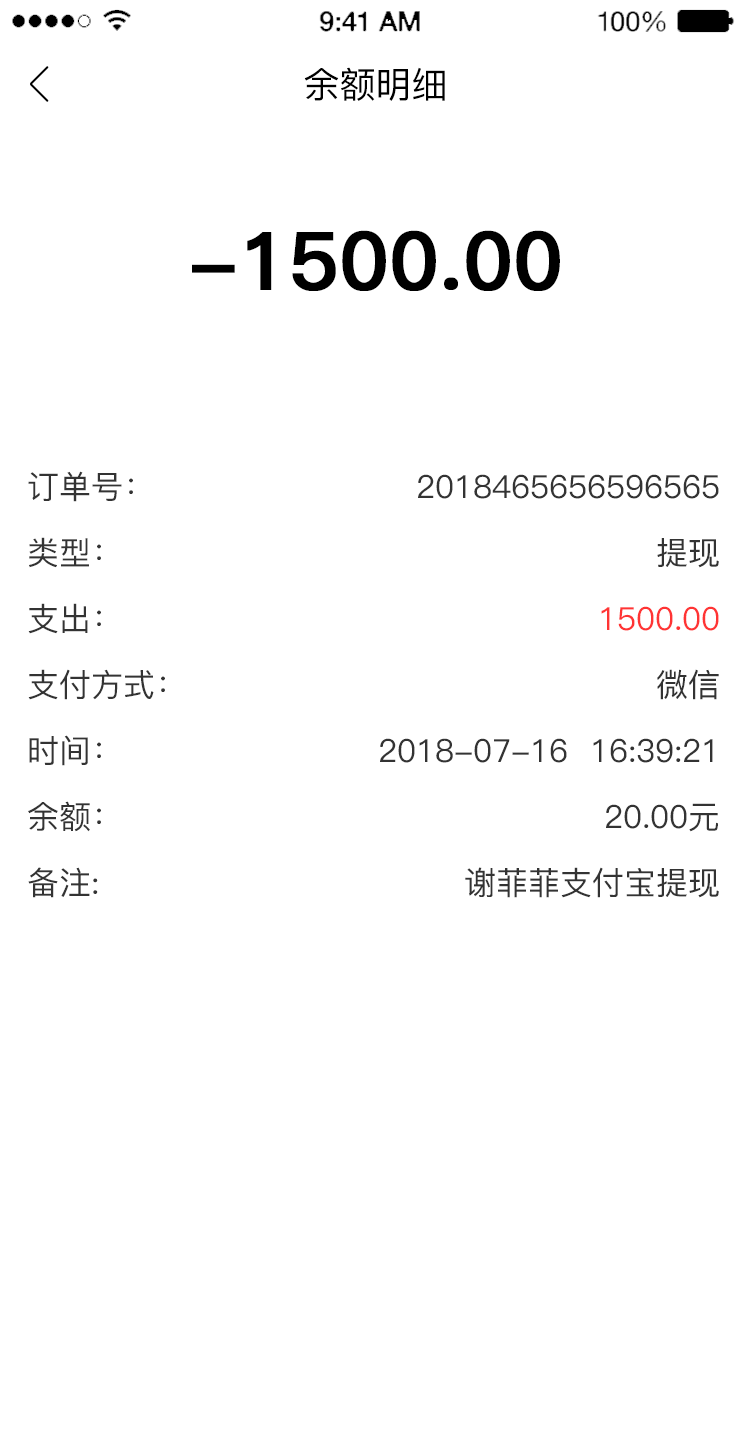 9:41 AM 100%
余额明细
-1500.00
订单号: 2018465656596565
类型: 提现
支出: 1500.00
支付方式: 微信
时间: 2018-07-16 16:39:21
余额: 20.00元
备注: 谢菲菲支付宝提现